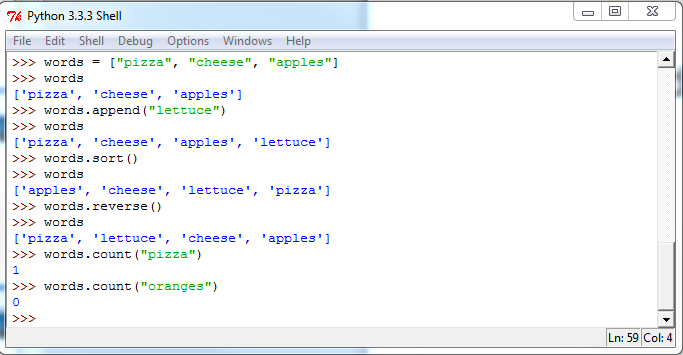 Python 3.3.3 Shell
File Edit Shell Debug Options Windows Help
>>> words = ["pizza", "cheese", "apples"]
>>> words
['pizza', 'cheese', 'apples']
>>> words.append("lettuce")
>>> words
['pizza', 'cheese', 'apples', 'lettuce']
>>> words.sort()
>>> words
['apples', 'cheese', 'lettuce', 'pizza']
>>> words.reverse()
>>> words
['pizza', 'lettuce', 'cheese', 'apples']
>>> words.count("pizza")
1
>>> words.count("oranges")
0
>>>
Ln: 59 Col: 4